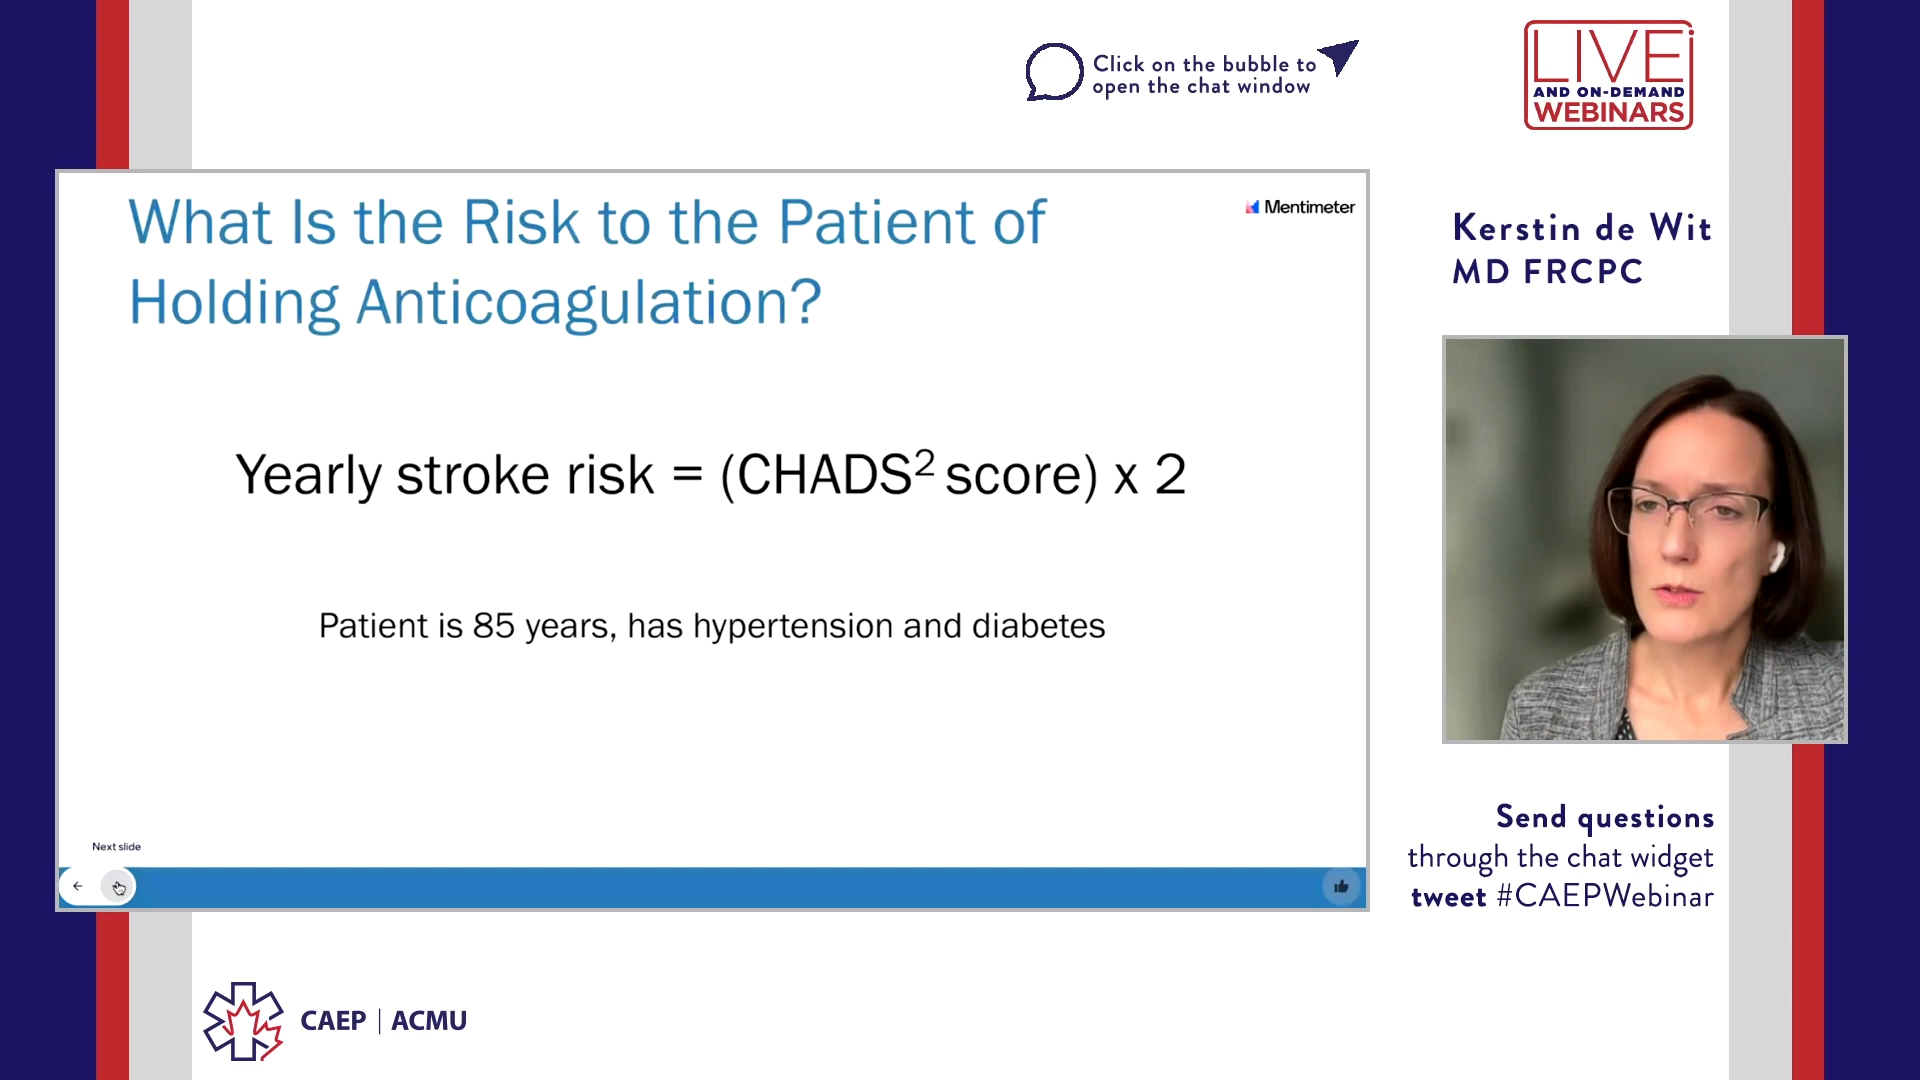 Click on the bubble to
open the chat window
LIVE
AND ON-DEMAND
WEBINARS
What Is the Risk to the Patient of
Holding Anticoagulation?
Mentimeter
Yearly stroke risk = (CHADS² score) x 2
Patient is 85 years, has hypertension and diabetes
Next slide
Kerstin de Wit
MD FRCPC
Send questions
through the chat widget
tweet #CAEPWebinar
CAEP | ACMU